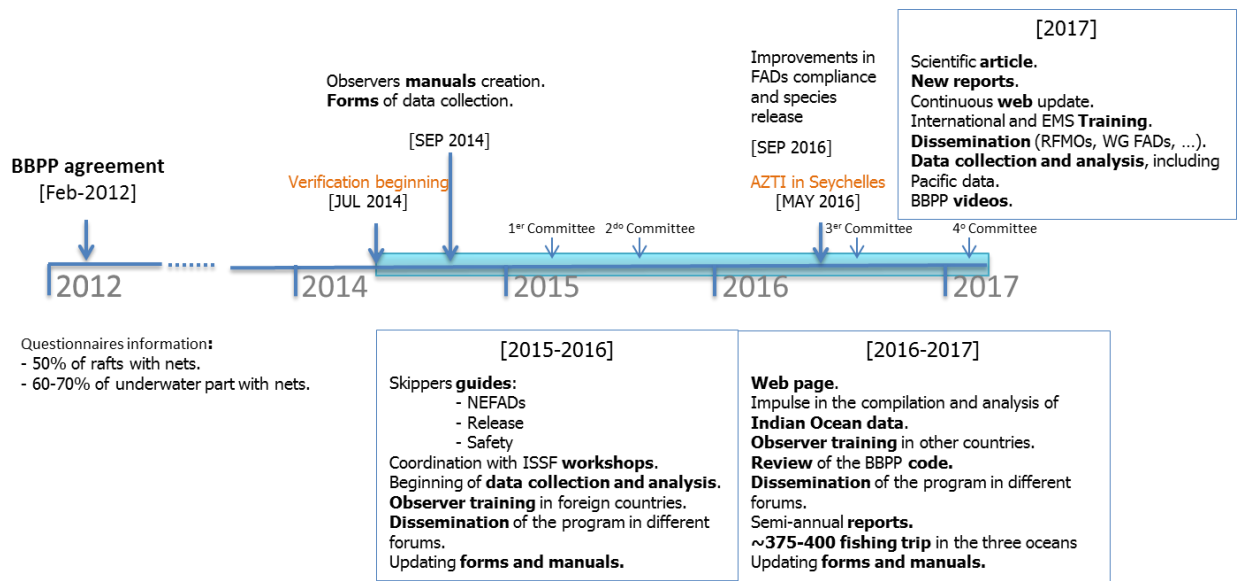 BBPP agreement
[Feb-2012]
Observers manuals creation.
Forms of data collection.
[SEP 2014]
Verification beginning
[JUL 2014]
Improvements in
FADs compliance
and species
release
[SEP 2016]
AZTI in Seychelles
[MAY 2016]
[2017]
Scientific article.
New reports.
Continuous web update.
International and EMS Training.
Dissemination (RFMOs, WG FADs, ...).
Data collection and analysis, including
Pacific data.
BBPP videos.
1er Committee
2do Committee
3er Committee
4o Committee
2012
2014
2015
2016
2017
Questionnaires information:
- 50% of rafts with nets.
- 60-70% of underwater part with nets.
[2015-2016]
Skippers guides:
- NEFADs
- Release
- Safety
Coordination with ISSF workshops.
Beginning of data collection and analysis.
Observer training in foreign countries.
Dissemination of the program in different
forums.
Updating forms and manuals.
[2016-2017]
Web page.
Impulse in the compilation and analysis of
Indian Ocean data.
Observer training in other countries.
Review of the BBPP code.
Dissemination of the program in different
forums.
Semi-annual reports.
~375-400 fishing trip in the three oceans
Updating forms and manuals.